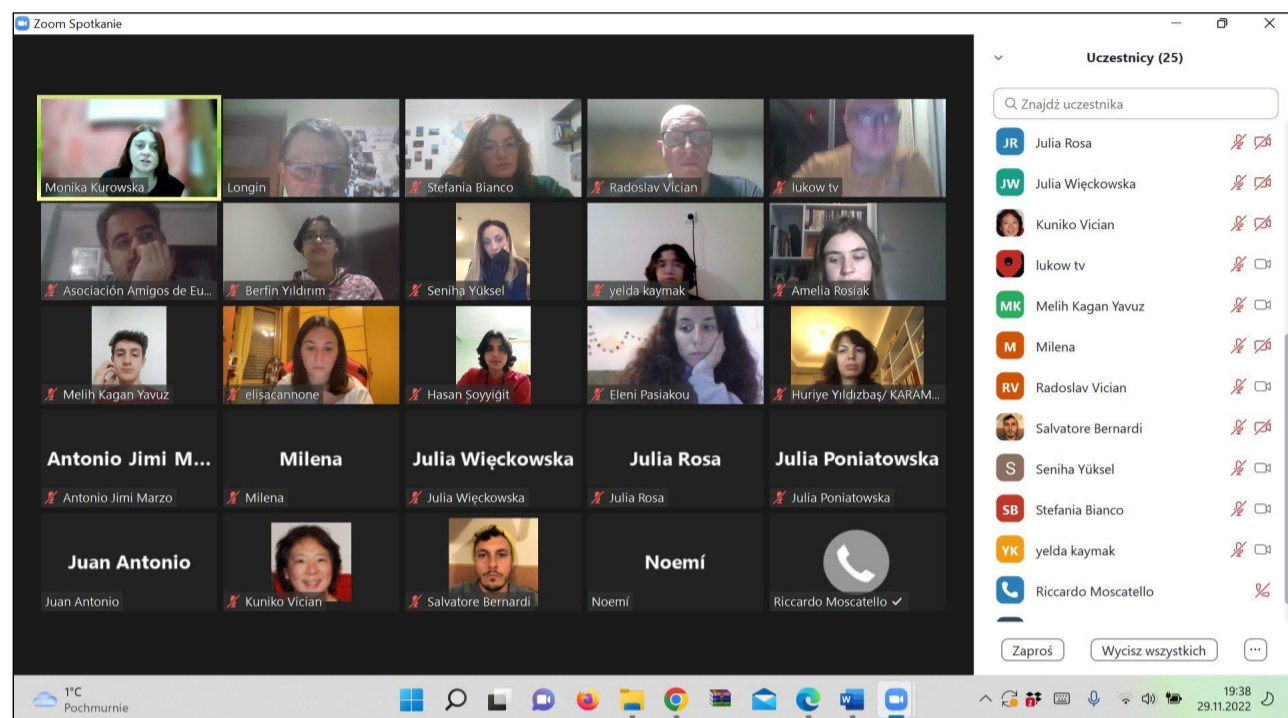 Zoom Spotkanie
Monika Kurowska
Longin
Stefania Bianco
Radoslav Vician
lukow tv
Asociación Amigos de Eu...
Berfin Yıldırım
Seniha Yüksel
yelda kaymak
Amelia Rosiak
Melih Kagan Yavuz
elisacannone
Hasan Soyyiğit
Eleni Pasiakou
Huriye Yıldızbaş/ KARAM...
Antonio Jimi M...
Milena
Julia Więckowska
Julia Rosa
Julia Poniatowska
Antonio Jimi Marzo
Milena
Julia Więckowska
Julia Rosa
Julia Poniatowska
Juan Antonio
Noemí
Juan Antonio
Kuniko Vician
Salvatore Bernardi
Noemí
Riccardo Moscatello
Uczestnicy (25)
Znajdź uczestnika
JR Julia Rosa
JW Julia Więckowska
Kuniko Vician
lukow tv
MK Melih Kagan Yavuz
M Milena
RV Radoslav Vician
Salvatore Bernardi
S Seniha Yüksel
SB Stefania Bianco
YK yelda kaymak
Riccardo Moscatello
Zaproś Wycisz wszystkich ...
1°C
Pochmurnie
19:38
29.11.2022